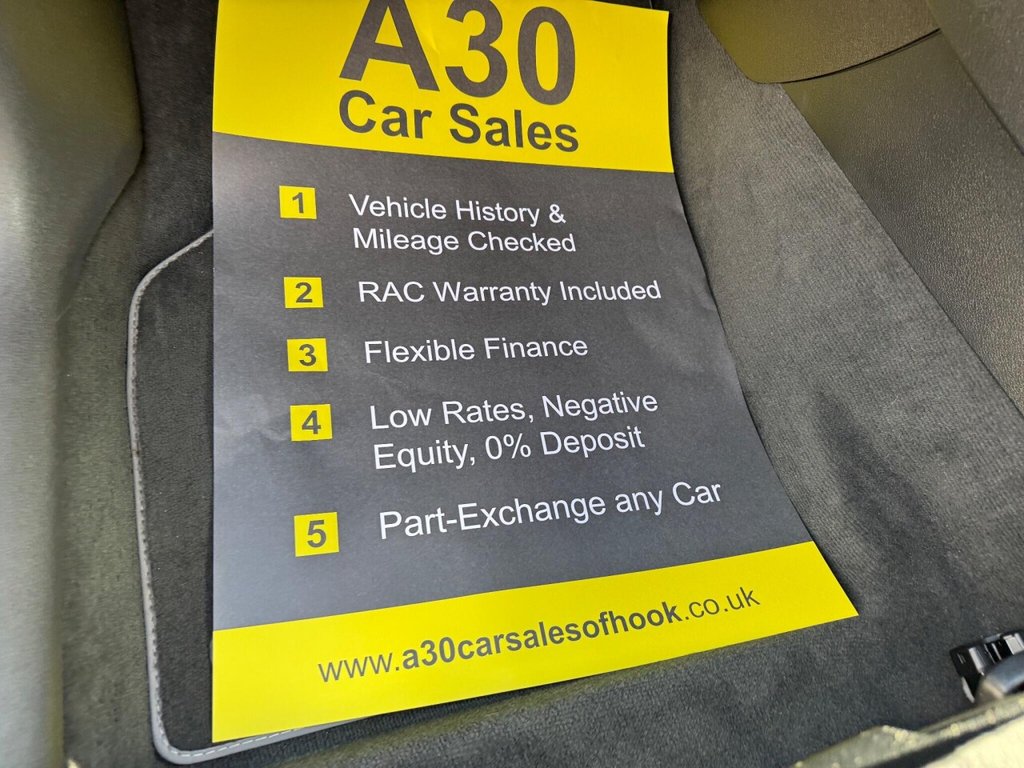 A30
Car Sales
1 Vehicle History &
Mileage Checked
2 RAC Warranty Included
3 Flexible Finance
4 Low Rates, Negative
Equity, 0% Deposit
5 Part-Exchange any Car
www.a30carsalesofhook.co.uk